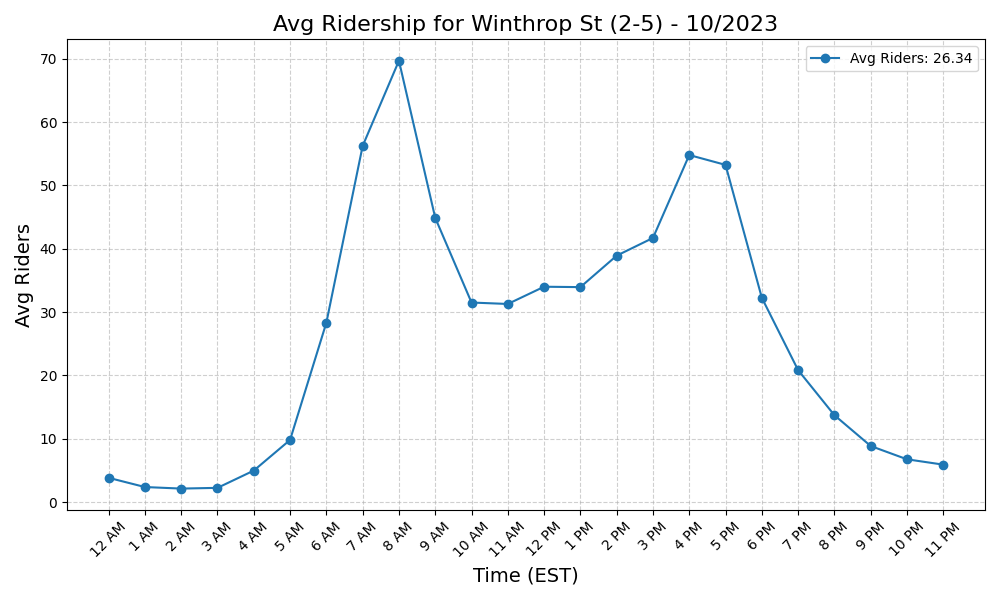 Avg Ridership for Winthrop St (2-5) - 10/2023
Avg Riders: 26.34
Avg Riders
70
60
50
40
30
20
10
0
12 AM
1 AM
2 AM
3 AM
4 AM
5 AM
6 AM
7 AM
8 AM
9 AM
10 AM
11 AM
12 PM
1 PM
2 PM
3 PM
4 PM
5 PM
6 PM
7 PM
8 PM
9 PM
10 PM
11 PM
Time (EST)